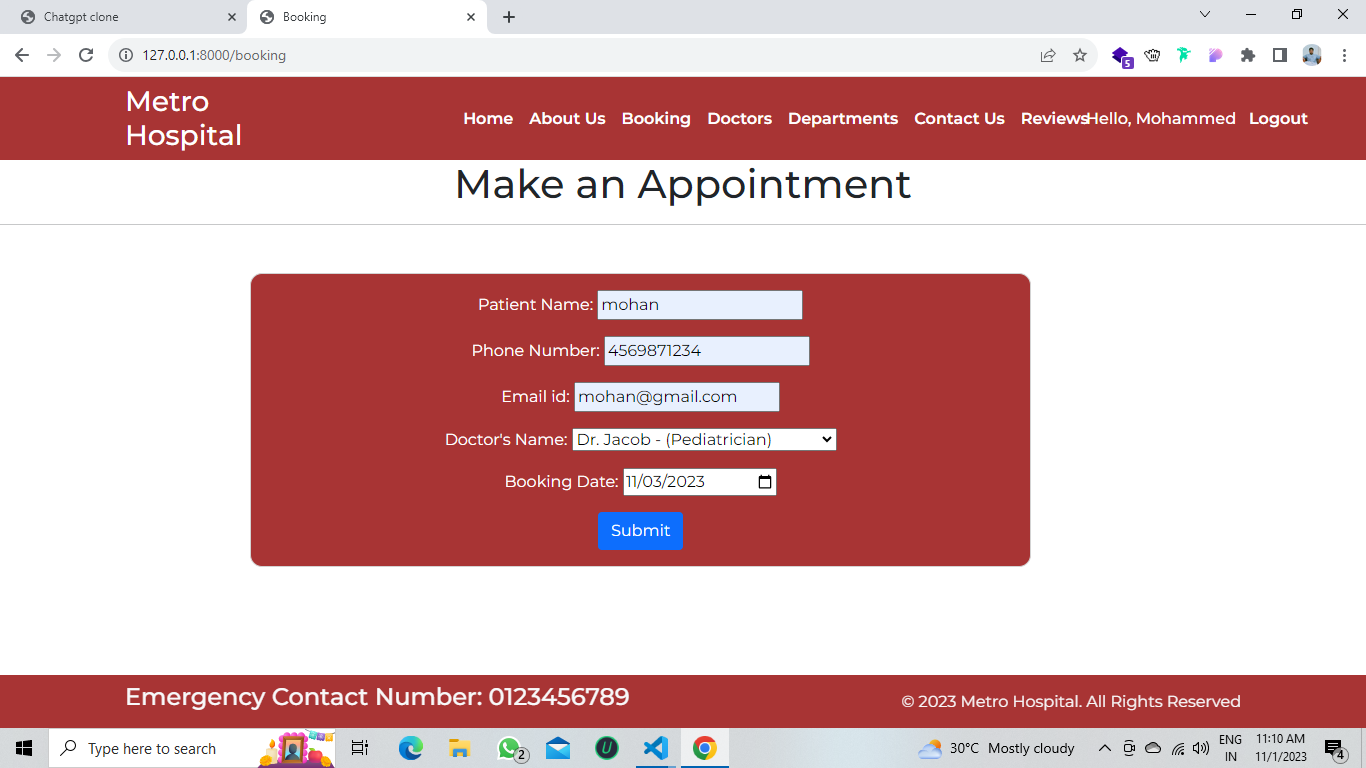 Chatgpt clone
Booking
127.0.0.1:8000/booking
5
Metro
Hospital
Home About Us Booking Doctors Departments Contact Us Reviews Hello, Mohammed Logout
Make an Appointment
Patient Name: mohan
Phone Number: 4569871234
Email id: mohan@gmail.com
Doctor's Name: Dr. Jacob - (Pediatrician)
Booking Date: 11/03/2023
Submit
Emergency Contact Number: 0123456789
© 2023 Metro Hospital. All Rights Reserved
Type here to search
2
U
30°C Mostly cloudy
ENG
IN
11:10 AM
11/1/2023
4